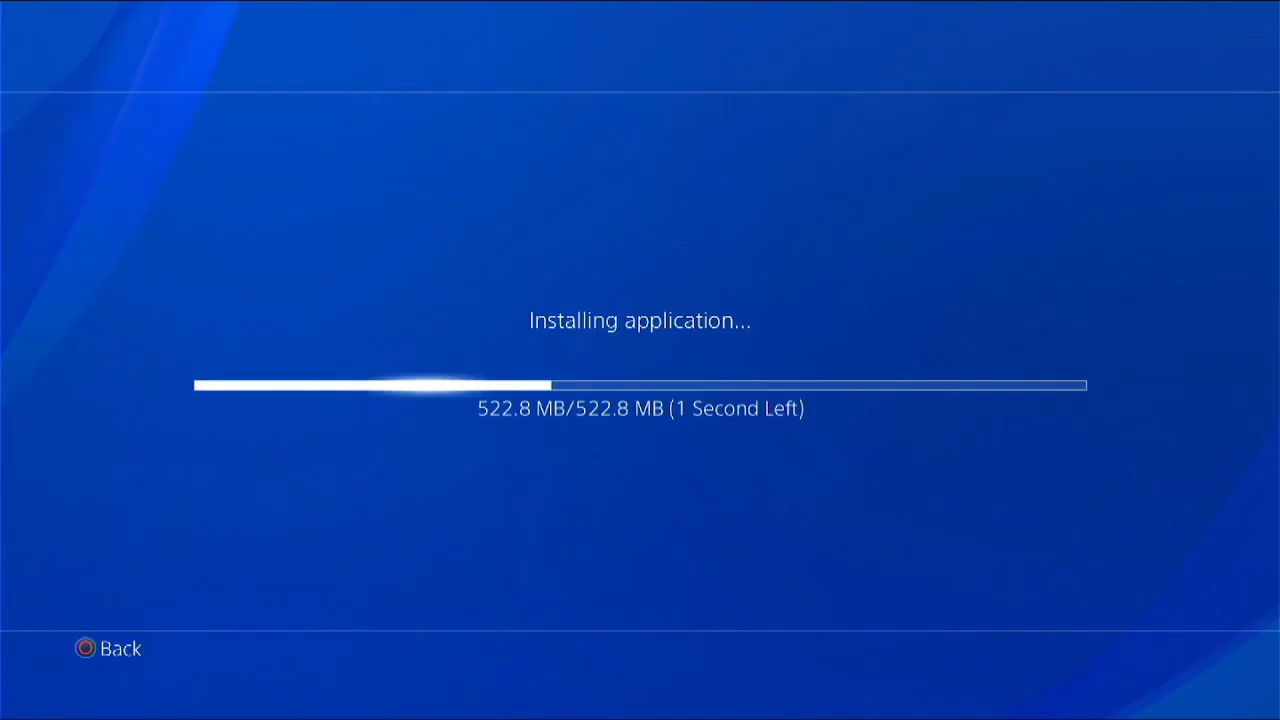 Installing application...
522.8 MB/522.8 MB (1 Second Left)
Back